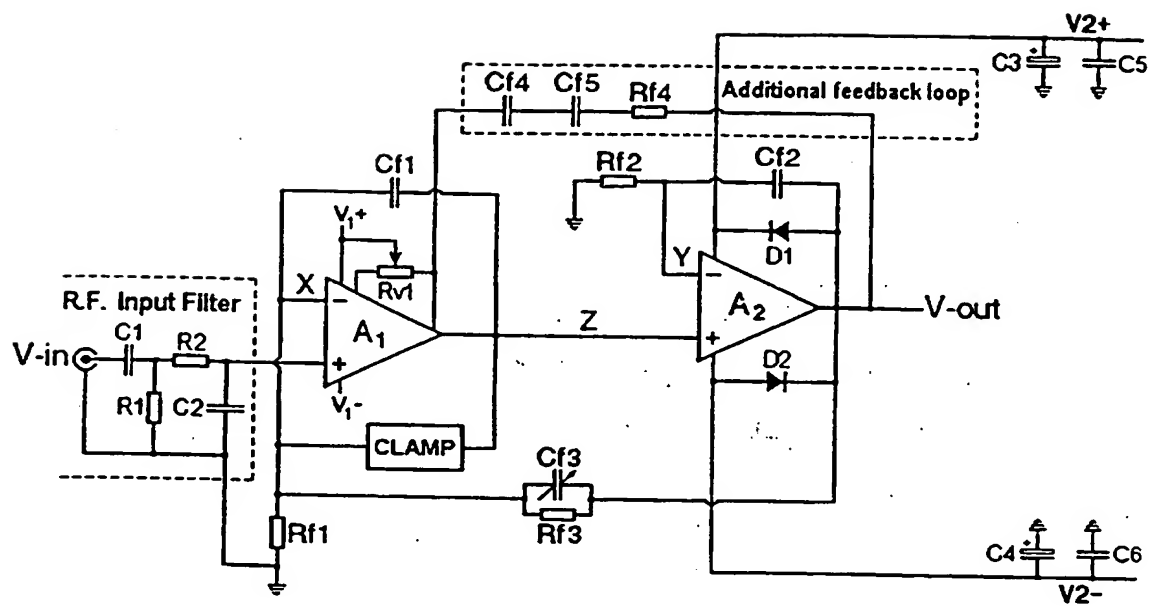 V2+
C3
C5
Cf4
Cf5
Rf4
Additional feedback loop
Cf1
Rf2
Cf2
V1+
D1
R.F. Input Filter
X
Rv1
Y
C1
R2
A1
Z
A2
V-out
V-in
D2
R1
C2
V1-
CLAMP
Cf3
Rf1
Rf3
C4
C6
V2-